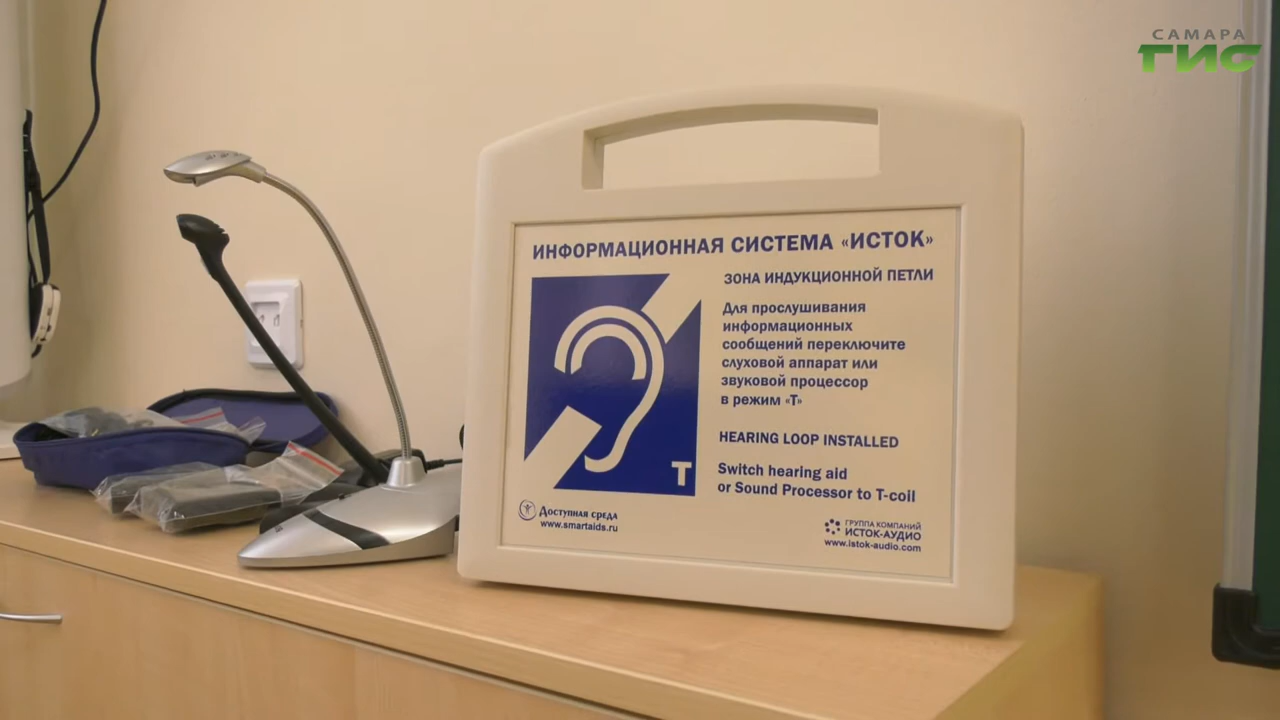 САМАРА
ГИС
ИНФОРМАЦИОННАЯ СИСТЕМА «ИСТОК»
ЗОНА ИНДУКЦИОННОЙ ПЕТЛИ
Для прослушивания
информационных
сообщений переключите
слуховой аппарат или
звуковой процессор
в режим «Т»
HEARING LOOP INSTALLED
Switch hearing aid
or Sound Processor to T-coil
T
Доступная среда
www.smartaids.ru
ГРУППА КОМПАНИЙ
ИСТОК-АУДИО
www.istok-audio.com